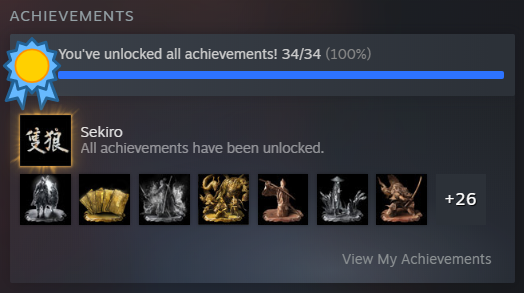 ACHIEVEMENTS
You've unlocked all achievements! 34/34 (100%)
隻狼
Sekiro
All achievements have been unlocked.
+26
View My Achievements